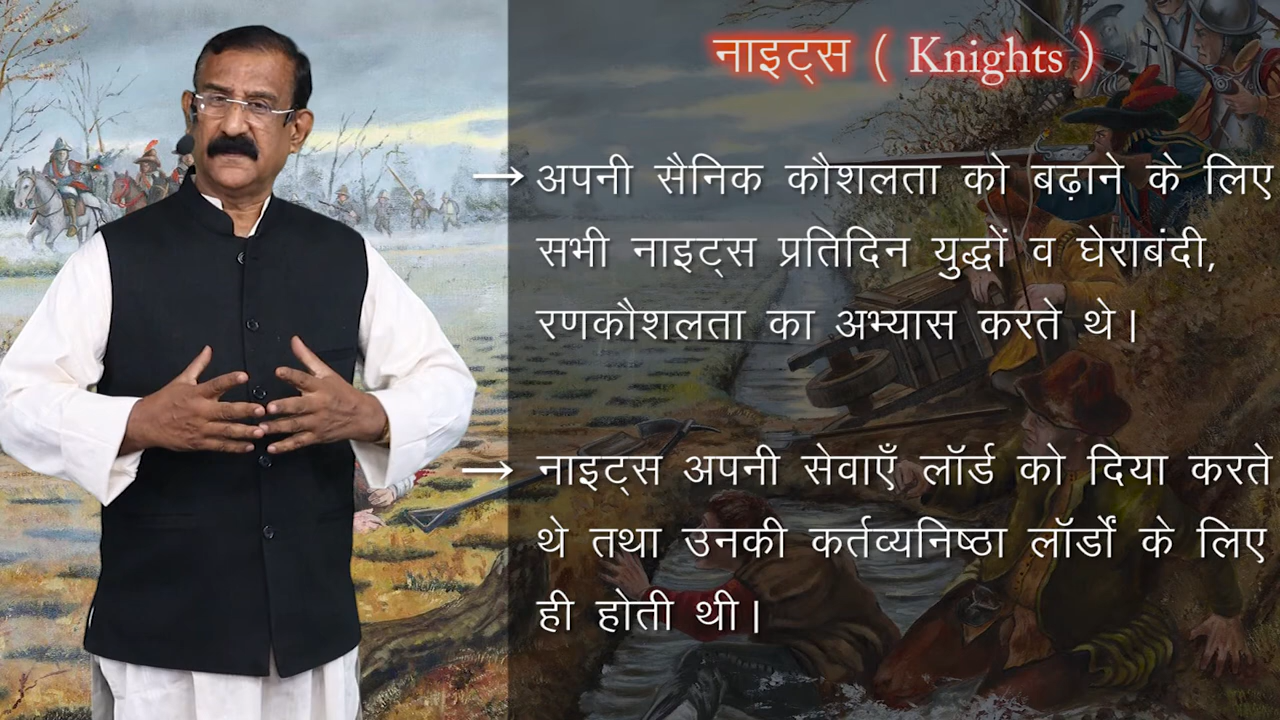 नाइट्स ( Knights )
→ अपनी सैनिक कौशलता को बढ़ाने के लिए
सभी नाइट्स प्रतिदिन युद्धों व घेराबंदी,
रणकौशलता का अभ्यास करते थे।
→ नाइट्स अपनी सेवाएँ लॉर्ड को दिया करते
थे तथा उनकी कर्तव्यनिष्ठा लॉर्डों के लिए
ही होती थी।